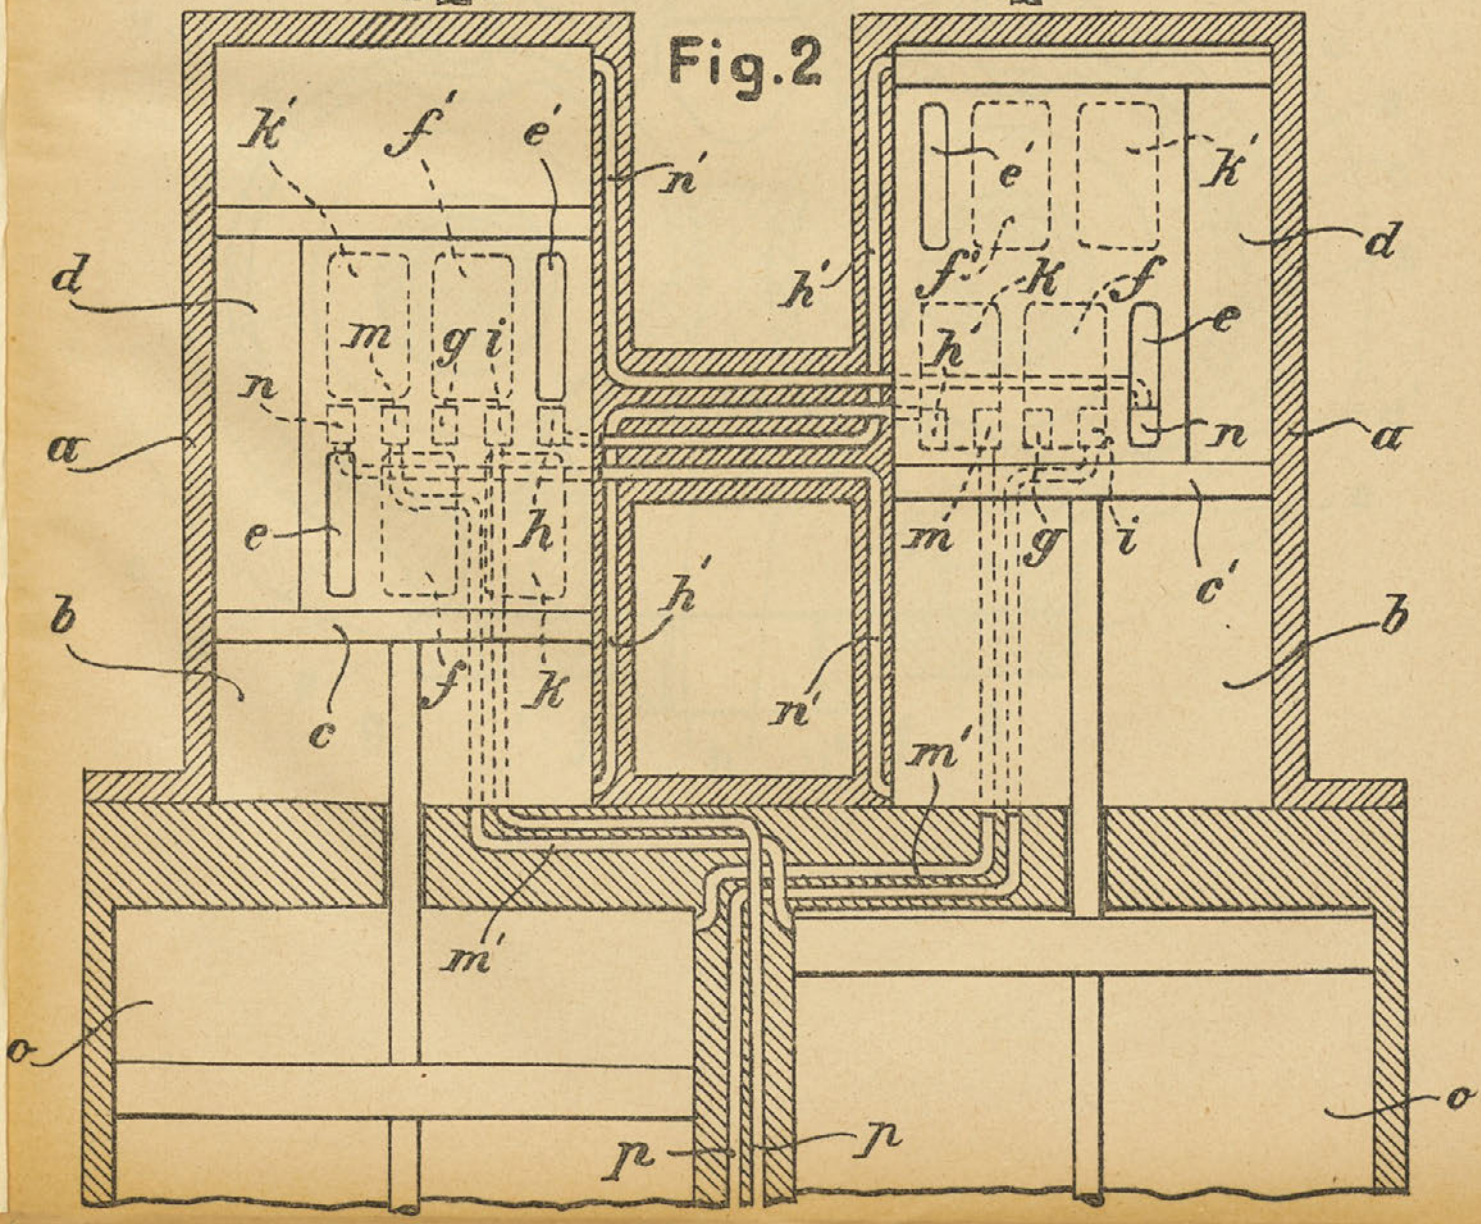 Fig.2
k' f' e' n' e' k'
d h' f' k f d
m g i h' e
n n
a a
e h m g i c'
b h' b
f k n'
c m'
m'
o o
p p